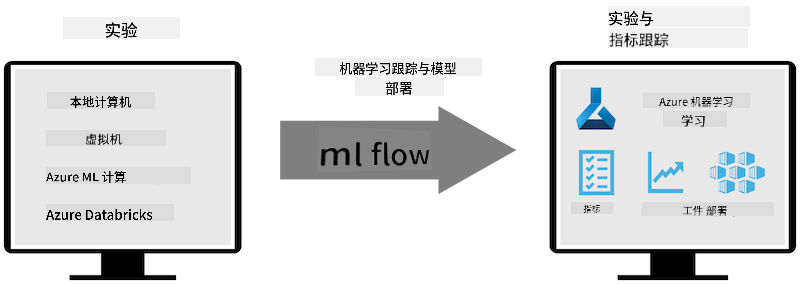 实验
本地计算机
虚拟机
Azure ML 计算
Azure Databricks
机器学习跟踪与模型
部署
ml flow
实验与
指标跟踪
Azure 机器学习
学习
指标
工件 部署